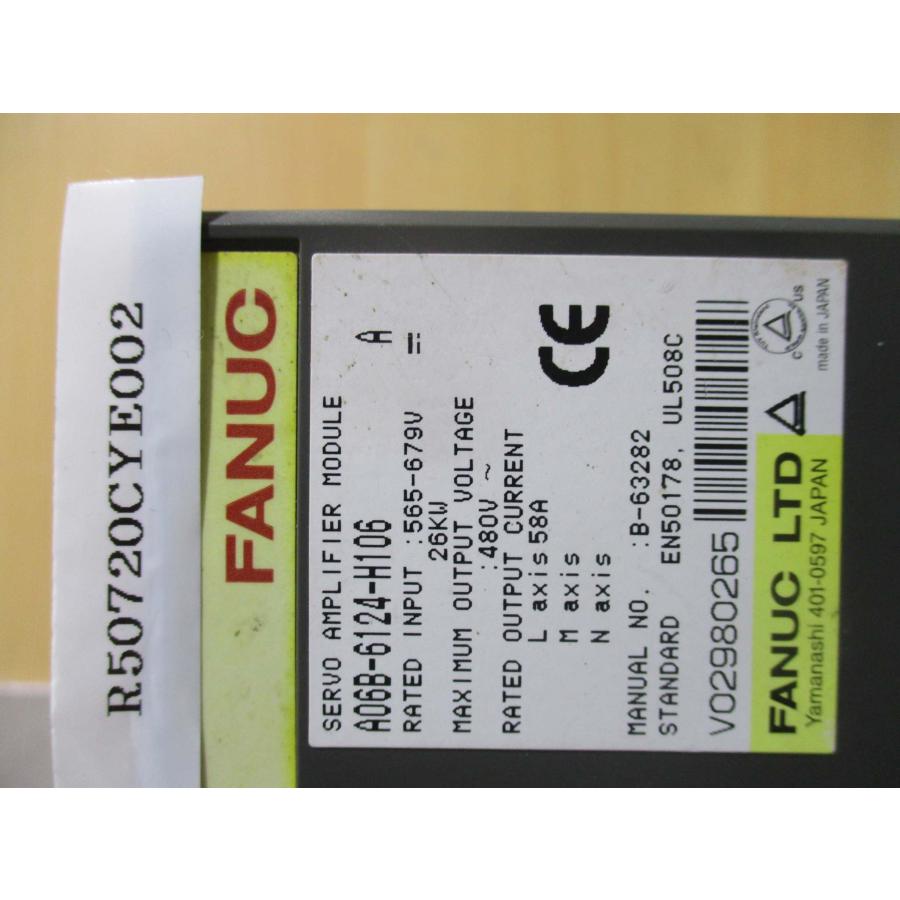 R50720CYE002
FANUC
SERVO AMPLIFIER MODULE
A06B-6124-H106 A
RATED INPUT :565-679V ⎓
26KW
MAXIMUM OUTPUT VOLTAGE
:480V ~
RATED OUTPUT CURRENT
L axis 58A
M axis
N axis
CE
MANUAL NO. :B-63282
STANDARD EN50178, UL508C
V02980265
FANUC LTD
Yamanashi 401-0597 JAPAN
C US
made in JAPAN